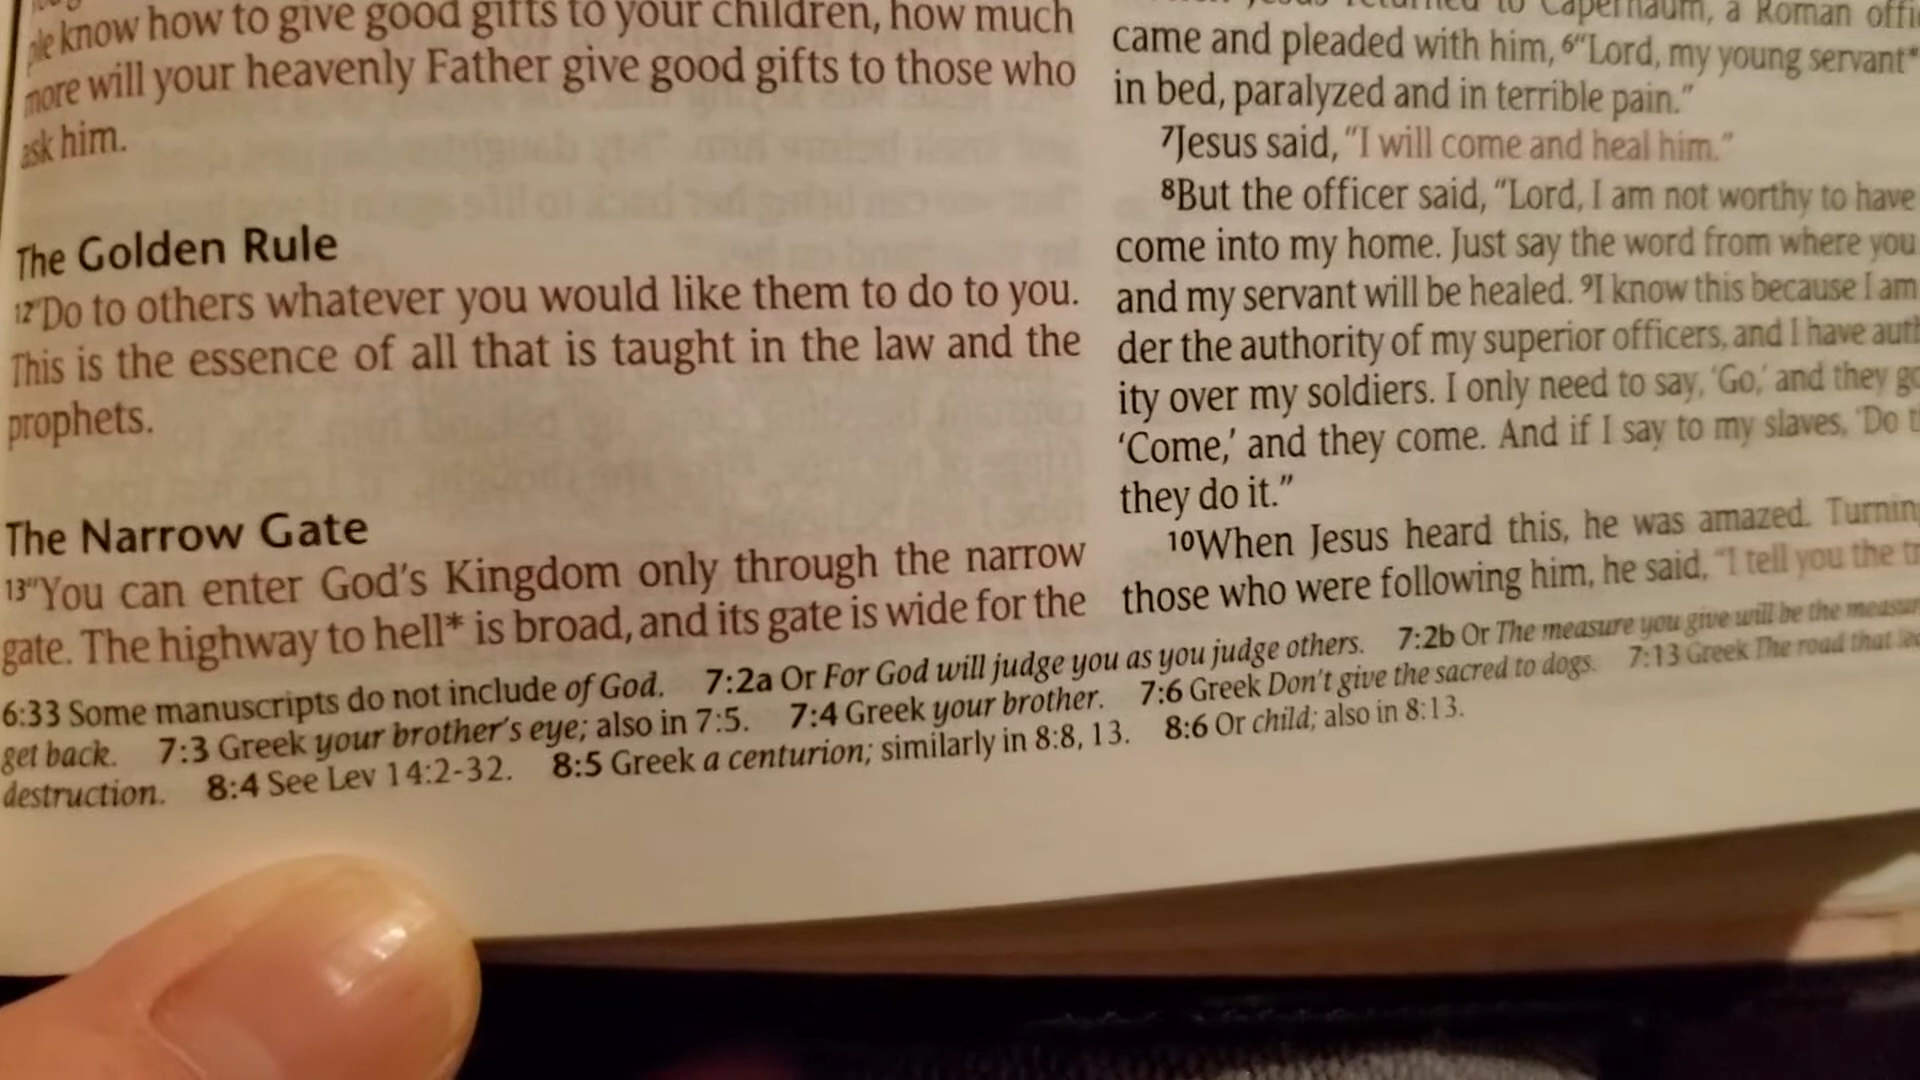 know how to give good gifts to your children, how much
more will your heavenly Father give good gifts to those who
ask him.
The Golden Rule
12"Do to others whatever you would like them to do to you.
This is the essence of all that is taught in the law and the
prophets.
The Narrow Gate
13"You can enter God's Kingdom only through the narrow
gate. The highway to hell* is broad, and its gate is wide for the
Jesus returned to Capernaum, a Roman
came and pleaded with him, 6"Lord, my young servant*
in bed, paralyzed and in terrible pain."
7Jesus said, "I will come and heal him."
8But the officer said, "Lord, I am not worthy to have
come into my home. Just say the word from where you
and my servant will be healed. 9I know this because I am
der the authority of my superior officers, and I have
ity over my soldiers. I only need to say, 'Go,' and they
'Come,' and they come. And if I say to my slaves, 'Do
they do it."
10When Jesus heard this, he was amazed. Turning
those who were following him, he said, "I tell you the
6:33 Some manuscripts do not include of God. 7:2a Or For God will judge you as you judge others. 7:2b Or The measure you give will be the measure
get back. 7:3 Greek your brother's eye; also in 7:5. 7:4 Greek your brother. 7:6 Greek Don't give the sacred to dogs. 7:13 Greek The road that
destruction. 8:4 See Lev 14:2-32. 8:5 Greek a centurion; similarly in 8:8, 13. 8:6 Or child; also in 8:13.